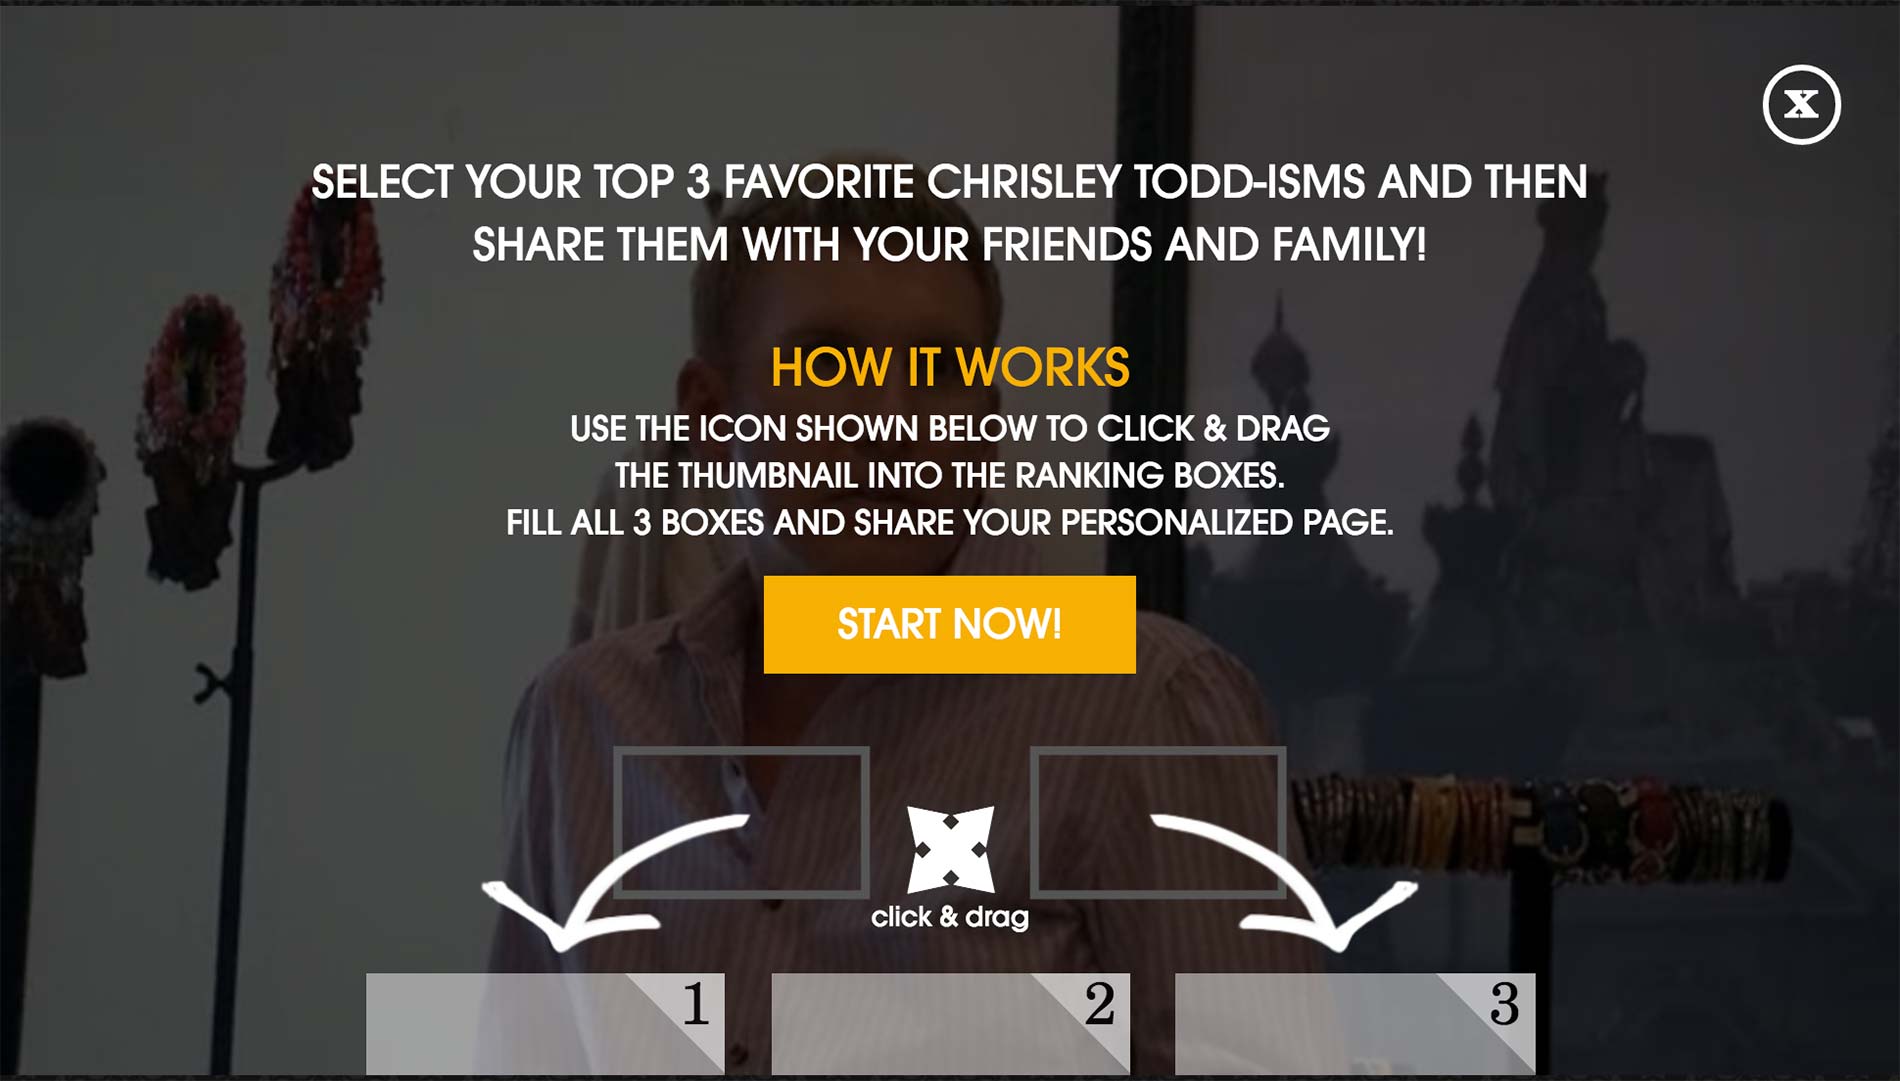 X
SELECT YOUR TOP 3 FAVORITE CHRISLEY TODD-ISMS AND THEN
SHARE THEM WITH YOUR FRIENDS AND FAMILY!
HOW IT WORKS
USE THE ICON SHOWN BELOW TO CLICK & DRAG
THE THUMBNAIL INTO THE RANKING BOXES.
FILL ALL 3 BOXES AND SHARE YOUR PERSONALIZED PAGE.
START NOW!
click & drag
1
2
3